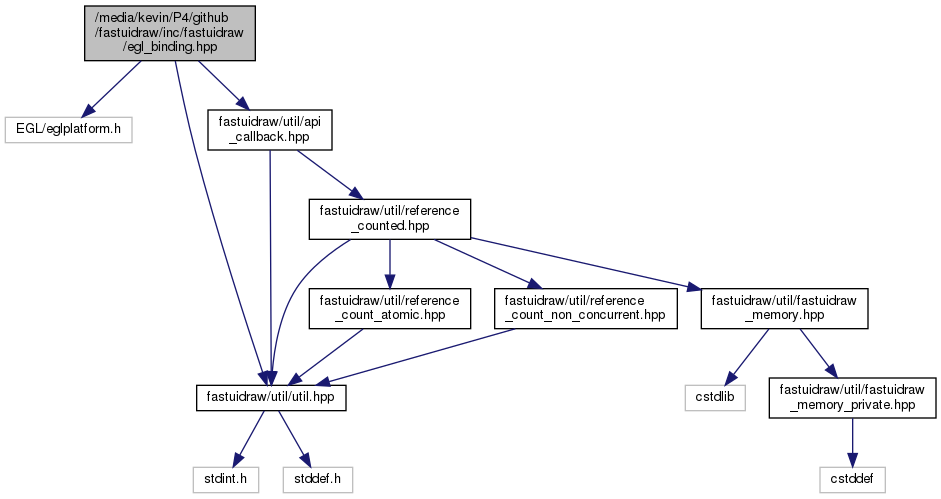 /media/kevin/P4/github
/fastuidraw/inc/fastuidraw
/egl_binding.hpp
EGL/eglplatform.h
fastuidraw/util/api
_callback.hpp
fastuidraw/util/reference
_counted.hpp
fastuidraw/util/reference
_count_atomic.hpp
fastuidraw/util/reference
_count_non_concurrent.hpp
fastuidraw/util/fastuidraw
_memory.hpp
fastuidraw/util/util.hpp
cstdlib
fastuidraw/util/fastuidraw
_memory_private.hpp
stdint.h
stddef.h
cstddef